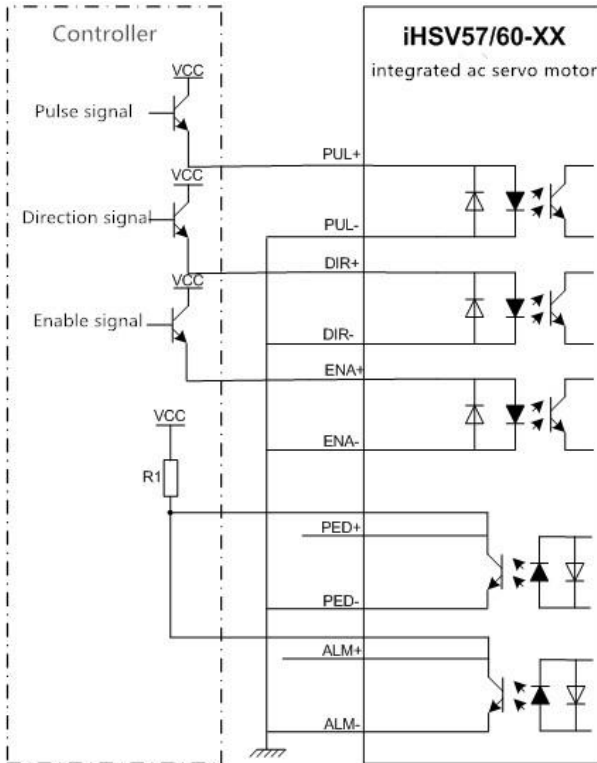 Controller
iHSV57/60-XX
integrated ac servo motor
VCC
Pulse signal
PUL+
VCC
Direction signal
PUL-
DIR+
VCC
Enable signal
DIR-
ENA+
VCC
ENA-
R1
PED+
PED-
ALM+
ALM-